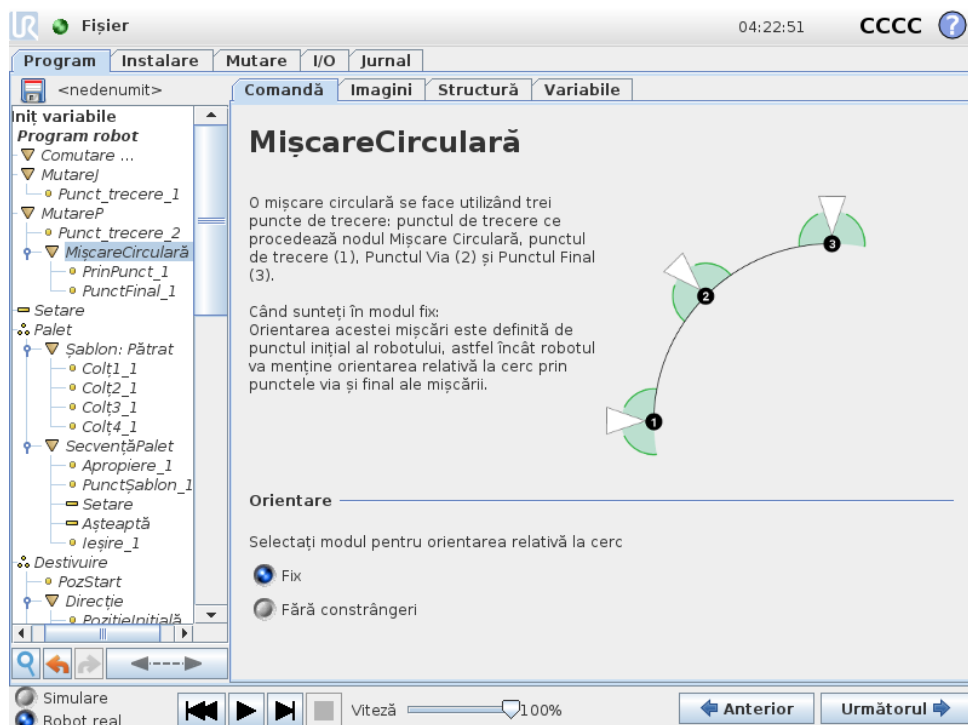 UR Fișier 04:22:51 CCCC ?
Program Instalare Mutare I/O Jurnal
<nedenumit> Comandă Imagini Structură Variabile
Iniț variabile
Program robot
Comutare ...
MutareJ
Punct_trecere_1
MutareP
Punct_trecere_2
MișcareCirculară
PrinPunct_1
PunctFinal_1
Setare
Palet
Șablon: Pătrat
Colț1_1
Colț2_1
Colț3_1
Colț4_1
SecvențăPalet
Apropiere_1
PunctȘablon_1
Setare
Așteaptă
Ieșire_1
Destivuire
PozStart
Direcție
PozițieInițială
MișcareCirculară
O mișcare circulară se face utilizând trei
puncte de trecere: punctul de trecere ce
procedează nodul Mișcare Circulară, punctul
de trecere (1), Punctul Via (2) și Punctul Final
(3).
Când sunteți în modul fix:
Orientarea acestei mișcări este definită de
punctul inițial al robotului, astfel încât robotul
va menține orientarea relativă la cerc prin
punctele via și final ale mișcării.
3
2
1
Orientare
Selectați modul pentru orientarea relativă la cerc
Fix
Fără constrângeri
Simulare
Robot real
Viteză 100%
Anterior Următorul